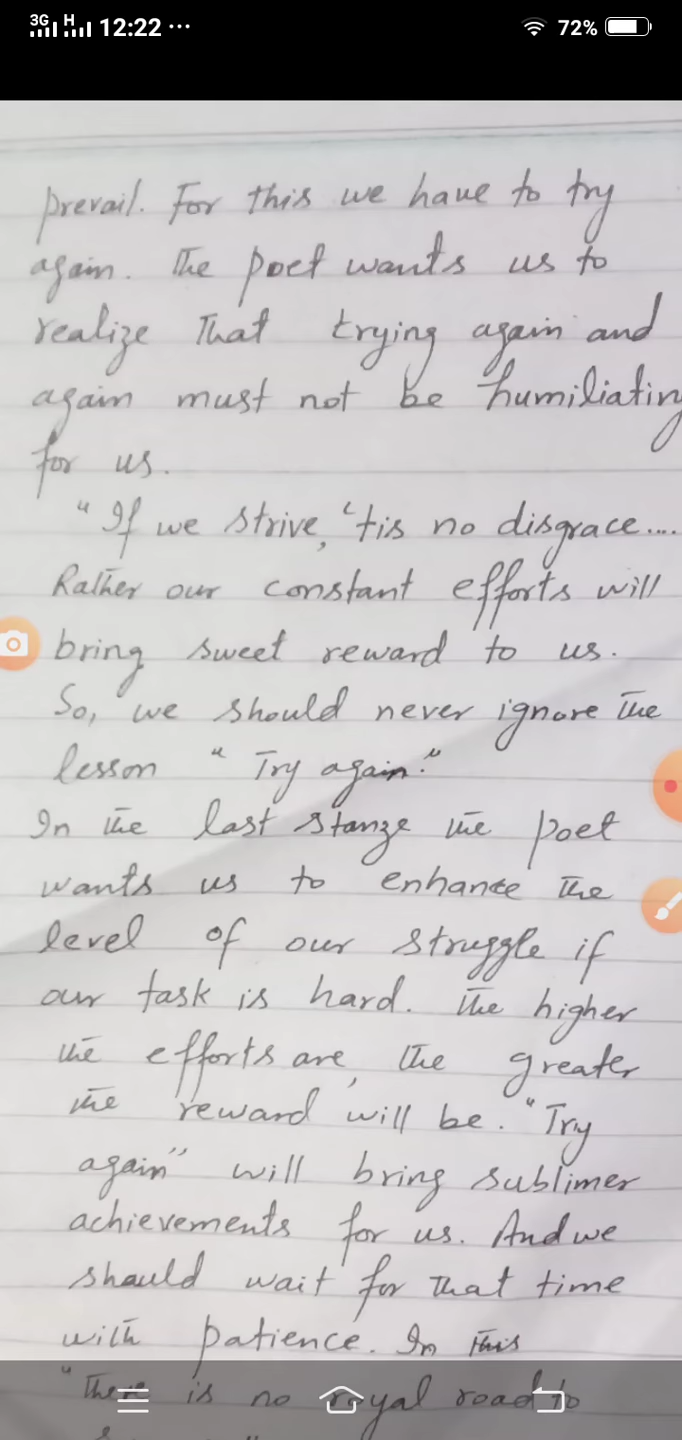 3G H 12:22 ... 72%
prevail. For this we have to try
again. The poet wants us to
realize that trying again and
again must not be humiliating
for us.
"If we strive, 'tis no disgrace....
Rather our constant efforts will
bring sweet reward to us.
So, we should never ignore the
lesson "Try again."
In the last stanze the poet
wants us to enhance the
level of our struggle if
our task is hard. The higher
the efforts are, the greater
the reward will be. "Try
again" will bring sublimer
achievements for us. And we
should wait for that time
with patience. In this
"There is no royal road to